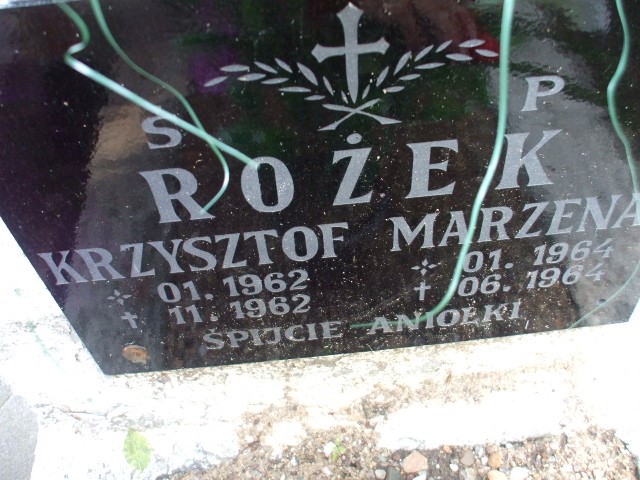 S P
ROŻEK
KRZYSZTOF MARZENA
01. 1962 01. 1964
11. 1962 06. 1964
ŚPIJCIE ANIOŁKI